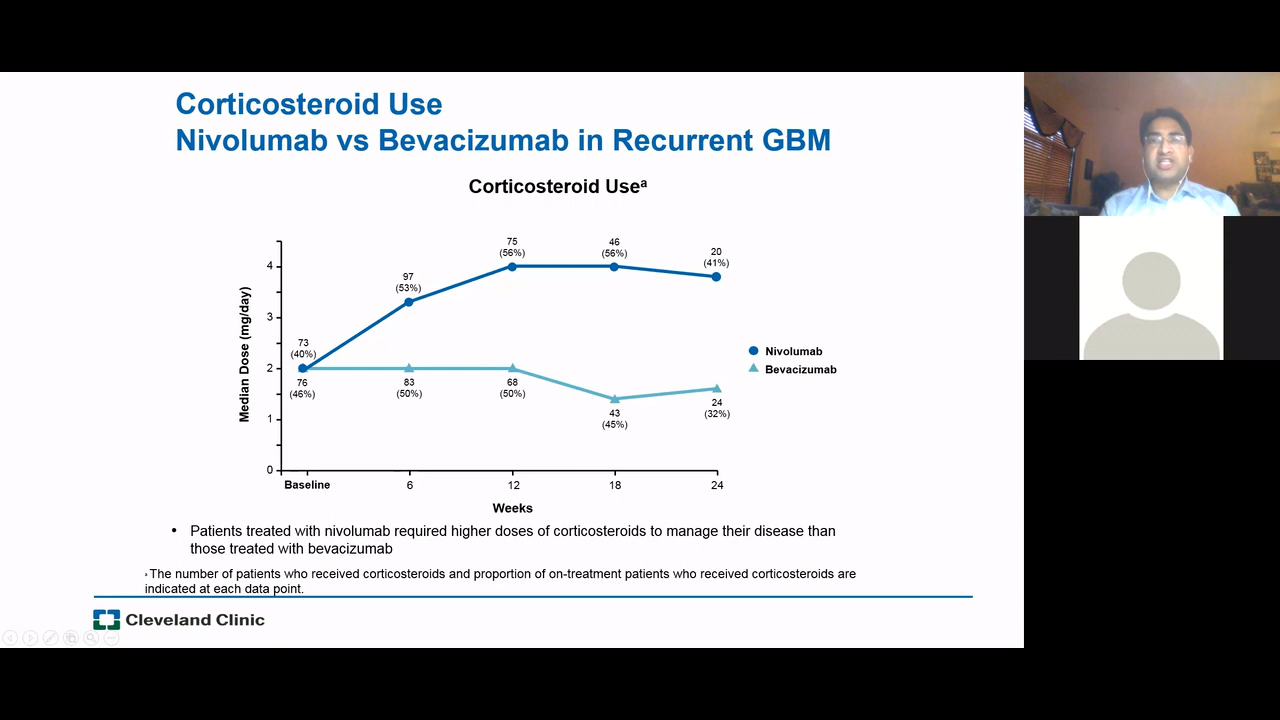 Corticosteroid Use
Nivolumab vs Bevacizumab in Recurrent GBM
Corticosteroid Useª
Median Dose (mg/day)
4
3
2
1
0
73
(40%)
97
(53%)
75
(56%)
46
(56%)
20
(41%)
76
(46%)
83
(50%)
68
(50%)
43
(45%)
24
(32%)
Nivolumab
Bevacizumab
Baseline
6
12
18
24
Weeks
• Patients treated with nivolumab required higher doses of corticosteroids to manage their disease than
those treated with bevacizumab
ªThe number of patients who received corticosteroids and proportion of on-treatment patients who received corticosteroids are
indicated at each data point.
Cleveland Clinic